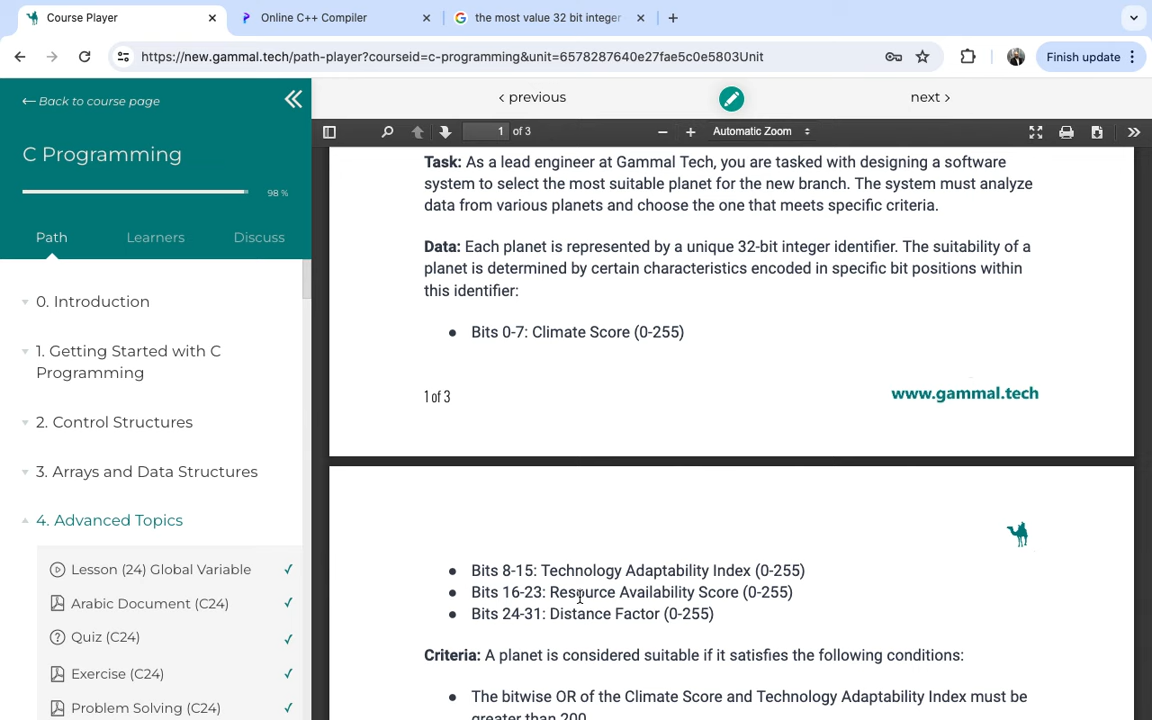 Course Player
Online C++ Compiler
the most value 32 bit integer
https://new.gammal.tech/path-player?courseid=c-programming&unit=6578287640e27fae5c0e5803Unit
Finish update
← Back to course page
C Programming
98 %
Path
Learners
Discuss
0. Introduction
1. Getting Started with C
Programming
2. Control Structures
3. Arrays and Data Structures
4. Advanced Topics
Lesson (24) Global Variable
Arabic Document (C24)
Quiz (C24)
Exercise (C24)
Problem Solving (C24)
< previous
next >
1 of 3
Automatic Zoom
Task: As a lead engineer at Gammal Tech, you are tasked with designing a software
system to select the most suitable planet for the new branch. The system must analyze
data from various planets and choose the one that meets specific criteria.
Data: Each planet is represented by a unique 32-bit integer identifier. The suitability of a
planet is determined by certain characteristics encoded in specific bit positions within
this identifier:
● Bits 0-7: Climate Score (0-255)
1 of 3
www.gammal.tech
● Bits 8-15: Technology Adaptability Index (0-255)
● Bits 16-23: Resource Availability Score (0-255)
● Bits 24-31: Distance Factor (0-255)
Criteria: A planet is considered suitable if it satisfies the following conditions:
● The bitwise OR of the Climate Score and Technology Adaptability Index must be
greater than 200